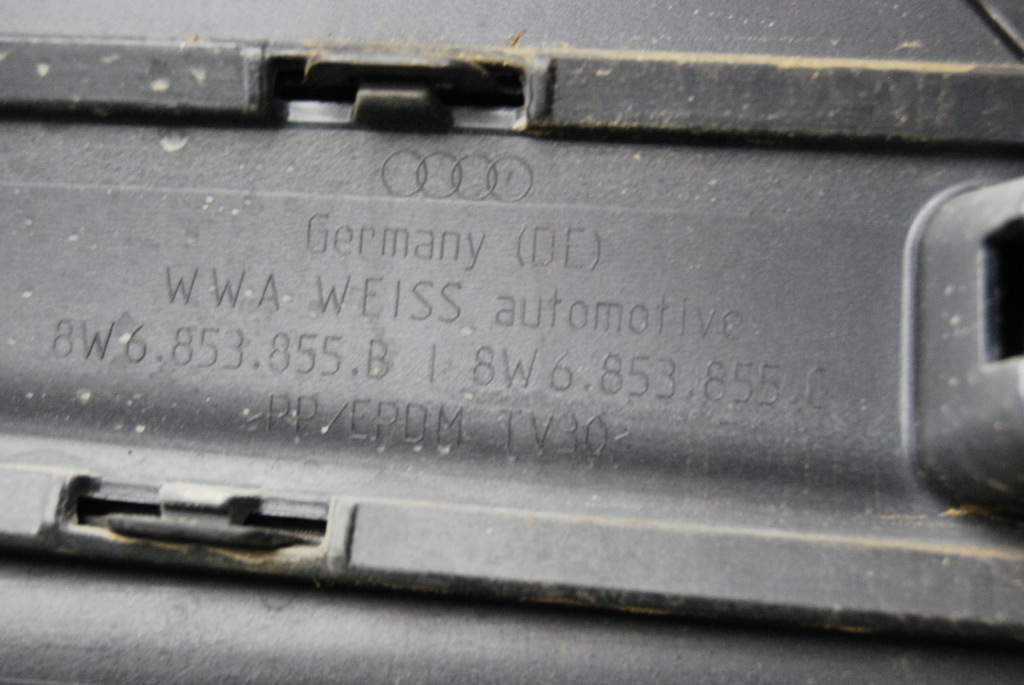 Germany (DE)
WWA WEISS automotive
8W6.853.855.B | 8W6.853.855.C
>PP/EPDM TV30<